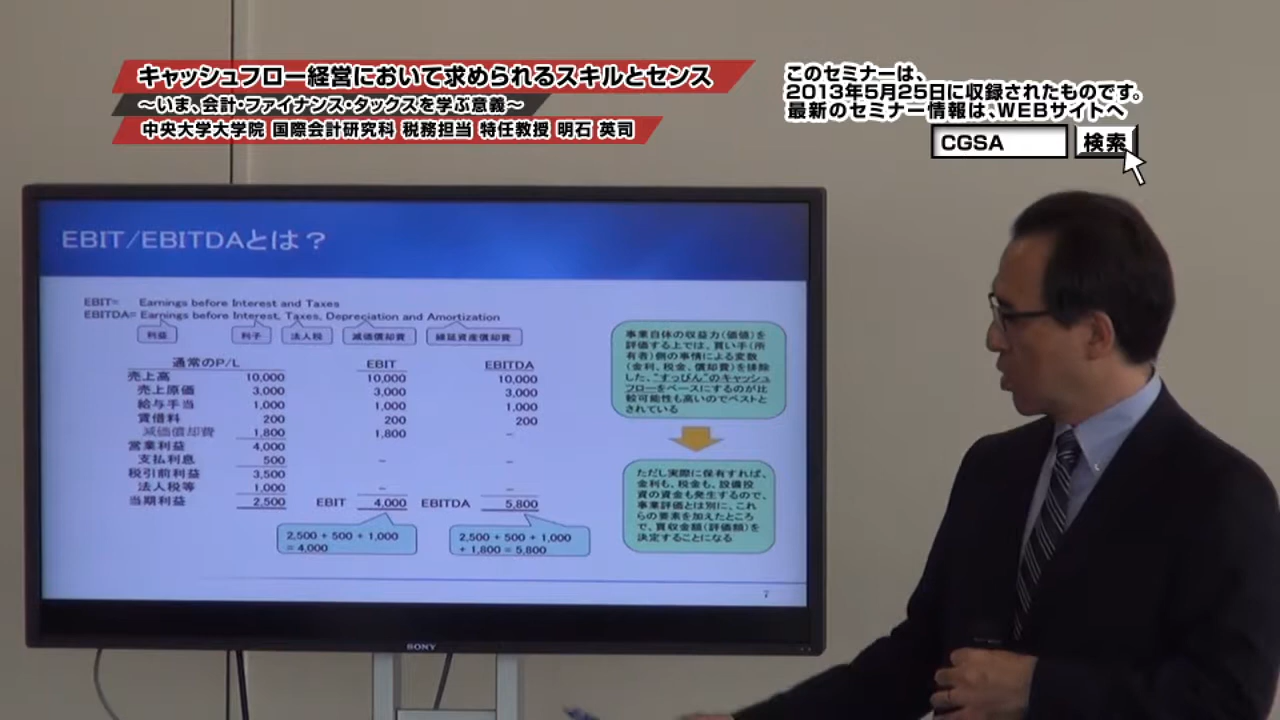 キャッシュフロー経営において求められるスキルとセンス
～いま、会計・ファイナンス・タックスを学ぶ意義～
中央大学大学院 国際会計研究科 税務担当 特任教授 明石 英司
このセミナーは、
2013年5月25日に収録されたものです。
最新のセミナー情報は、WEBサイトへ
CGSA 検索
EBIT/EBITDAとは？
EBIT= Earnings before Interest and Taxes
EBITDA= Earnings before Interest, Taxes, Depreciation and Amortization
利益 利子 法人税 減価償却費 繰延資産償却費
通常のP/L EBIT EBITDA
売上高 10,000 10,000 10,000
売上原価 3,000 3,000 3,000
給与手当 1,000 1,000 1,000
賃借料 200 200 200
減価償却費 1,800 1,800 –
営業利益 4,000
支払利息 500 – –
税引前利益 3,500
法人税等 1,000 – –
当期利益 2,500 EBIT 4,000 EBITDA 5,800
2,500 + 500 + 1,000
= 4,000
2,500 + 500 + 1,000
+ 1,800 = 5,800
事業自体の収益力（価値）を
評価する上では、買い手（所
有者）側の事情による変数
（金利、税金、償却費）を排除
した、“すっぴん”のキャッシュ
フローをベースにするのが比
較可能性も高いのでベストと
されている
ただし実際に保有すれば、
金利も、税金も、設備投
資の資金も発生するので、
事業評価とは別に、これ
らの要素を加えたところ
で、買収金額（評価額）を
決定することになる
7
SONY